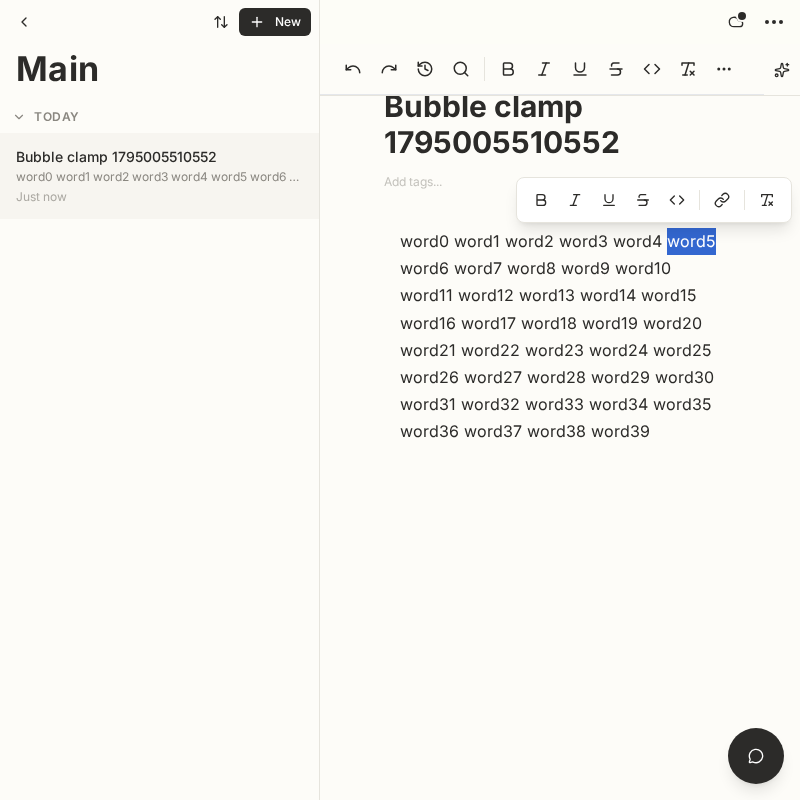 New
Main
TODAY
Bubble clamp 1795005510552
word0 word1 word2 word3 word4 word5 word6 ...
Just now
Bubble clamp
1795005510552
Add tags...
word0 word1 word2 word3 word4 word5
word6 word7 word8 word9 word10
word11 word12 word13 word14 word15
word16 word17 word18 word19 word20
word21 word22 word23 word24 word25
word26 word27 word28 word29 word30
word31 word32 word33 word34 word35
word36 word37 word38 word39